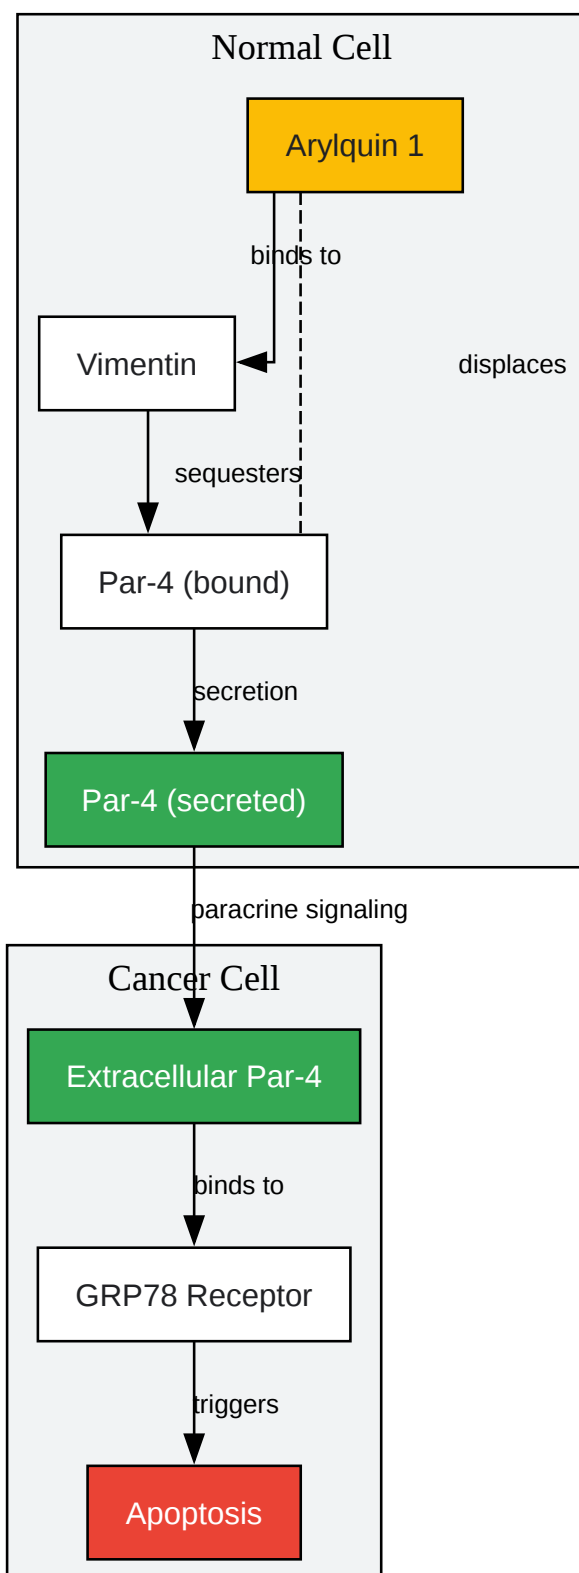 Normal Cell
Arylquin 1
binds to
Vimentin
displaces
sequesters
Par-4 (bound)
secretion
Par-4 (secreted)
paracrine signaling
Cancer Cell
Extracellular Par-4
binds to
GRP78 Receptor
triggers
Apoptosis